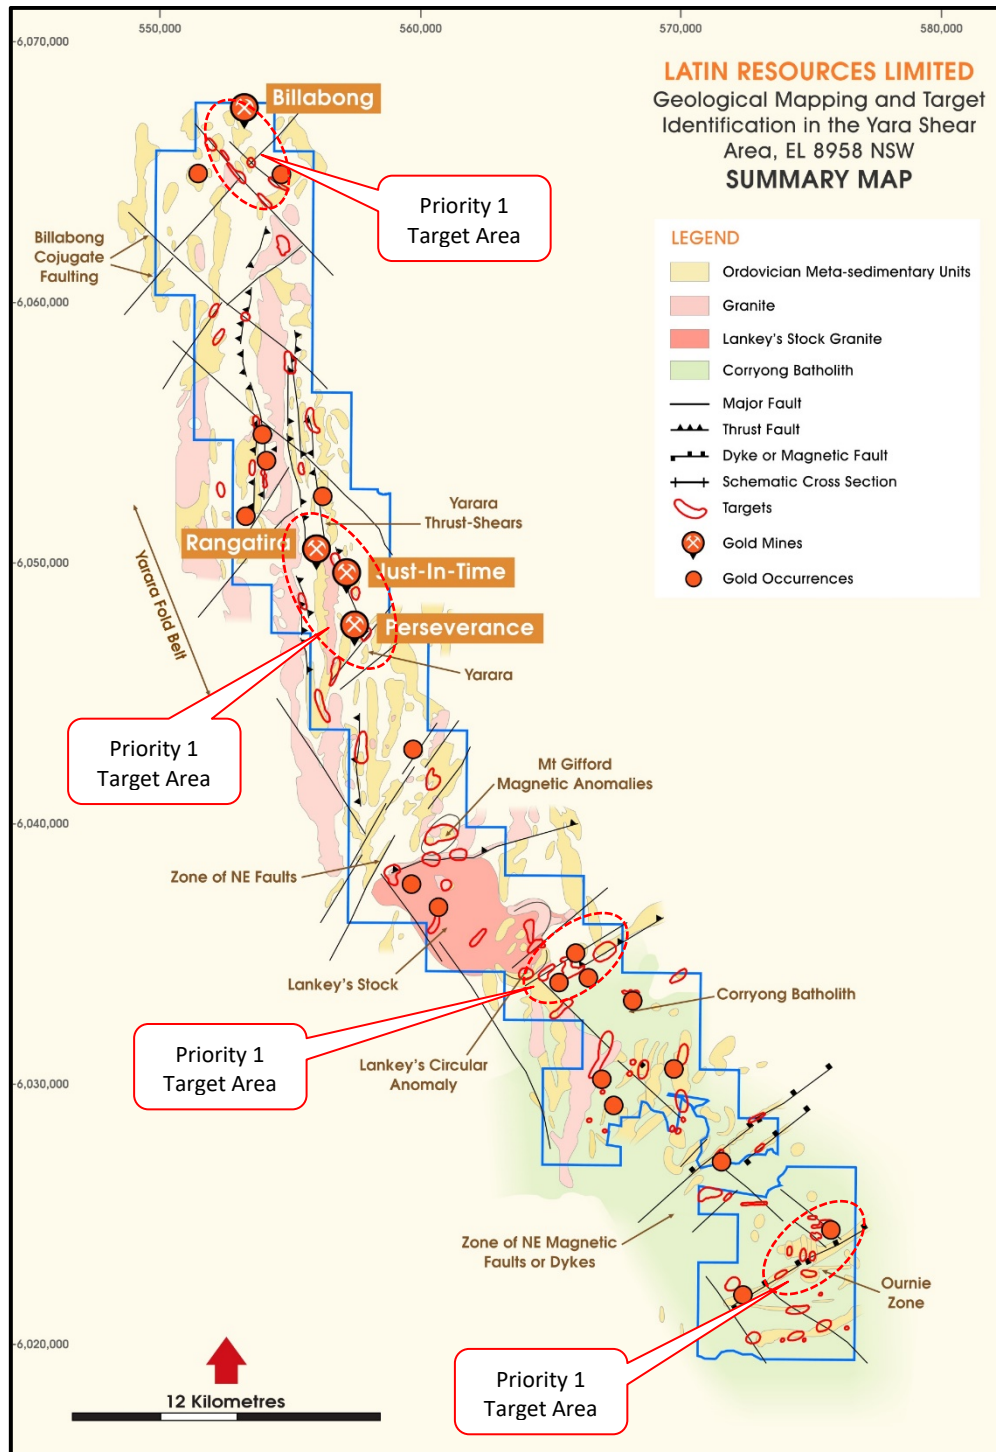 550,000
560,000
570,000
580,000
6,070,000
LATIN RESOURCES LIMITED
Geological Mapping and Target
Identification in the Yara Shear
Area, EL 8958 NSW
SUMMARY MAP
Billabong
Priority 1
Target Area
Billabong
Cojugate
Faulting
LEGEND
Ordovician Meta-sedimentary Units
Granite
Lankey's Stock Granite
Corryong Batholith
Major Fault
Thrust Fault
Dyke or Magnetic Fault
Schematic Cross Section
Targets
Gold Mines
Gold Occurrences
6,060,000
Yarara
Thrust-Shears
Rangatira
6,050,000
Just-In-Time
Perseverance
Yarara Fold Belt
Yarara
Priority 1
Target Area
Mt Gifford
Magnetic Anomalies
6,040,000
Zone of NE Faults
Lankey's Stock
Corryong Batholith
Priority 1
Target Area
Lankey's Circular
Anomaly
6,030,000
Zone of NE Magnetic
Faults or Dykes
Ournie
Zone
6,020,000
Priority 1
Target Area
12 Kilometres